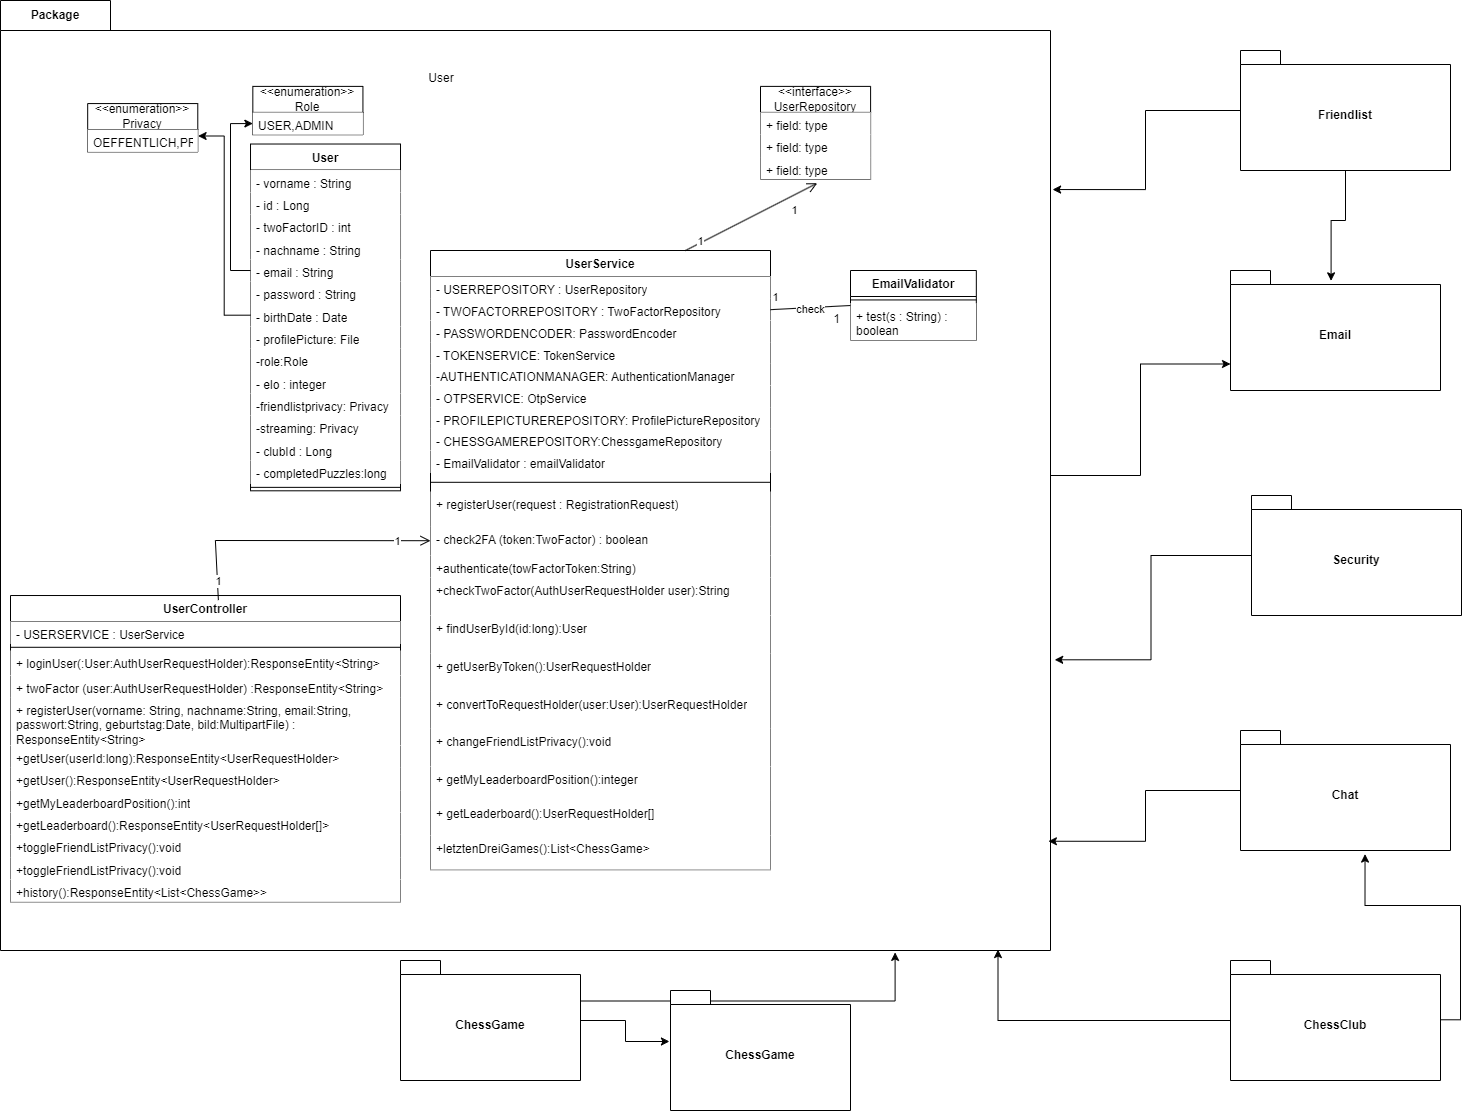 Package
User
<<enumeration>>
Privacy
OEFFENTLICH,PF
<<enumeration>>
Role
USER,ADMIN
<<interface>>
UserRepository
+ field: type
+ field: type
+ field: type
User
- vorname : String
- id : Long
- twoFactorID : int
- nachname : String
- email : String
- password : String
- birthDate : Date
- profilePicture: File
-role:Role
- elo : integer
-friendlistprivacy: Privacy
-streaming: Privacy
- clubId : Long
- completedPuzzles:long
1
1
UserService
- USERREPOSITORY : UserRepository
- TWOFACTORREPOSITORY : TwoFactorRepository
- PASSWORDENCODER: PasswordEncoder
- TOKENSERVICE: TokenService
-AUTHENTICATIONMANAGER: AuthenticationManager
- OTPSERVICE: OtpService
- PROFILEPICTUREREPOSITORY: ProfilePictureRepository
- CHESSGAMEREPOSITORY:ChessgameRepository
- EmailValidator : emailValidator
+ registerUser(request : RegistrationRequest)
- check2FA (token:TwoFactor) : boolean
+authenticate(towFactorToken:String)
+checkTwoFactor(AuthUserRequestHolder user):String
+ findUserById(id:long):User
+ getUserByToken():UserRequestHolder
+ convertToRequestHolder(user:User):UserRequestHolder
+ changeFriendListPrivacy():void
+ getMyLeaderboardPosition():integer
+ getLeaderboard():UserRequestHolder[]
+letztenDreiGames():List<ChessGame>
1
check
1
EmailValidator
+ test(s : String) :
boolean
1
1
UserController
- USERSERVICE : UserService
+ loginUser(:User:AuthUserRequestHolder):ResponseEntity<String>
+ twoFactor (user:AuthUserRequestHolder) :ResponseEntity<String>
+ registerUser(vorname: String, nachname:String, email:String,
passwort:String, geburtstag:Date, bild:MultipartFile) :
ResponseEntity<String>
+getUser(userId:long):ResponseEntity<UserRequestHolder>
+getUser():ResponseEntity<UserRequestHolder>
+getMyLeaderboardPosition():int
+getLeaderboard():ResponseEntity<UserRequestHolder[]>
+toggleFriendListPrivacy():void
+toggleFriendListPrivacy():void
+history():ResponseEntity<List<ChessGame>>
Friendlist
Email
Security
Chat
ChessClub
ChessGame
ChessGame